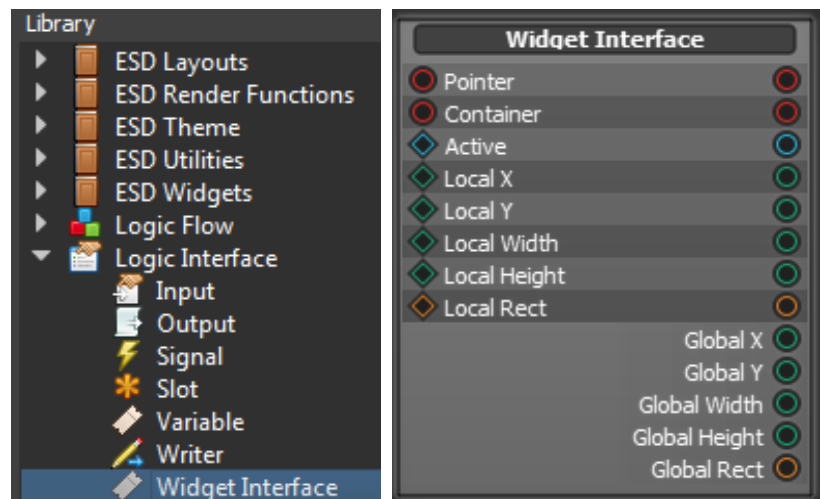 Library
ESD Layouts
ESD Render Functions
ESD Theme
ESD Utilities
ESD Widgets
Logic Flow
Logic Interface
Input
Output
Signal
Slot
Variable
Writer
Widget Interface
Widget Interface
Pointer
Container
Active
Local X
Local Y
Local Width
Local Height
Local Rect
Global X
Global Y
Global Width
Global Height
Global Rect